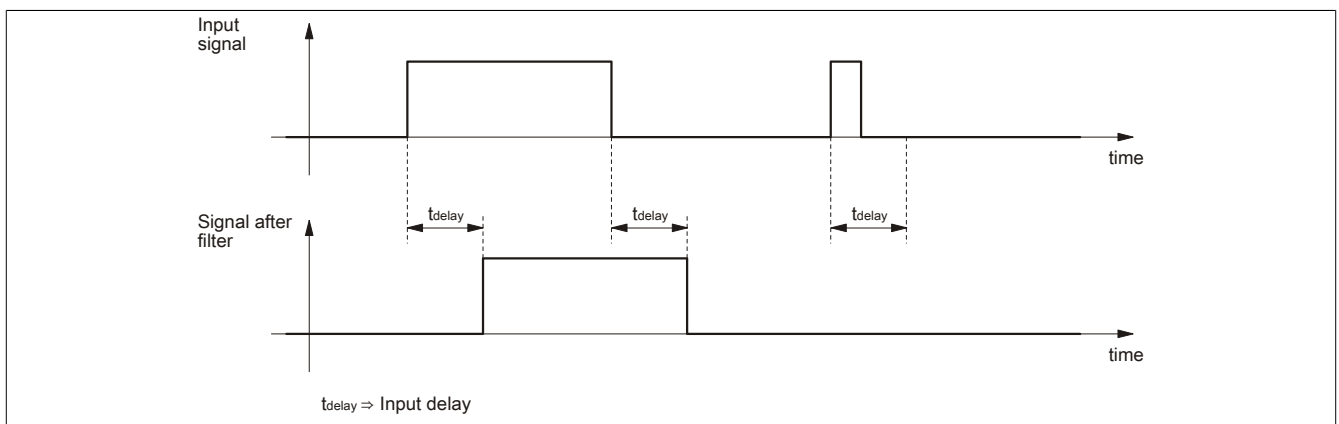 Input
signal
time
tdelay
tdelay
tdelay
Signal after
filter
time
tdelay ⇒ Input delay